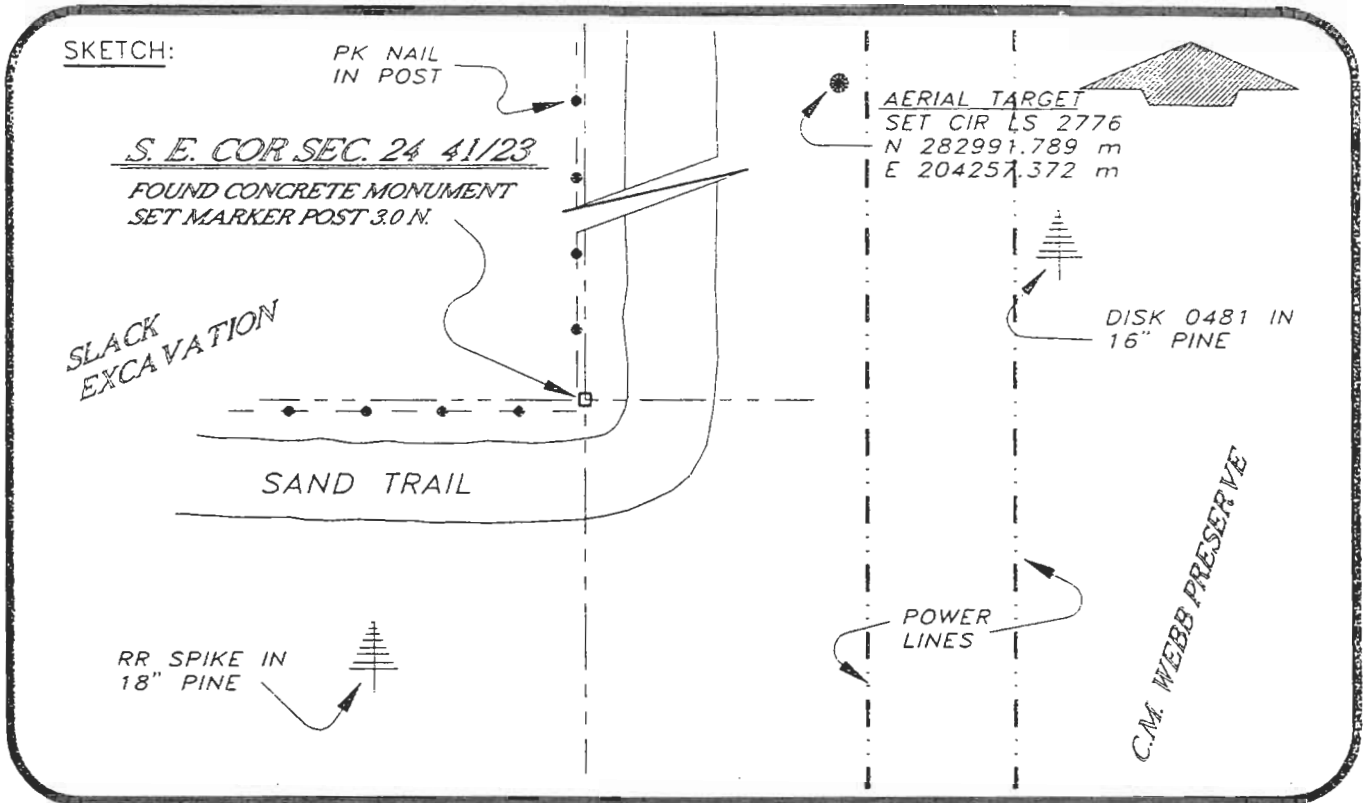 SKETCH:
PK NAIL
IN POST
S. E. COR SEC. 24 41/23
FOUND CONCRETE MONUMENT
SET MARKER POST 3.0 N.
AERIAL TARGET
SET CIR LS 2776
N 282991.789 m
E 204257.372 m
SLACK
EXCAVATION
DISK 0481 IN
16" PINE
SAND TRAIL
C.M. WEBB PRESERVE
POWER
LINES
RR SPIKE IN
18" PINE